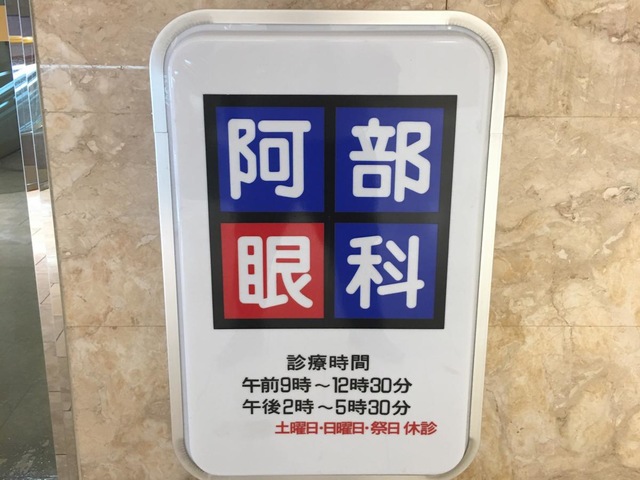 阿部
眼科
診療時間
午前9時～12時30分
午後2時～5時30分
土曜日・日曜日・祭日 休診